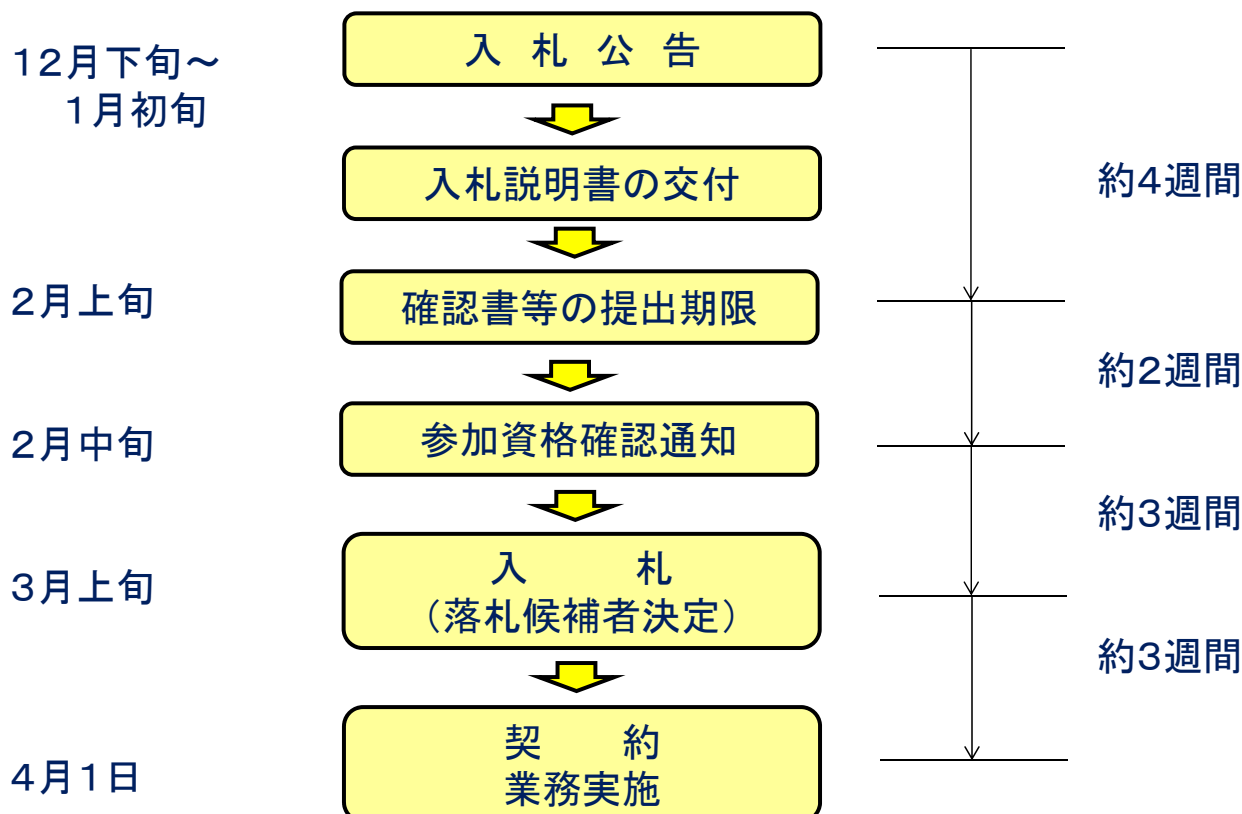 12月下旬～
1月初旬
入 札 公 告
入札説明書の交付
約4週間
2月上旬
確認書等の提出期限
約2週間
2月中旬
参加資格確認通知
約3週間
3月上旬
入 札
（落札候補者決定）
約3週間
4月1日
契 約
業務実施